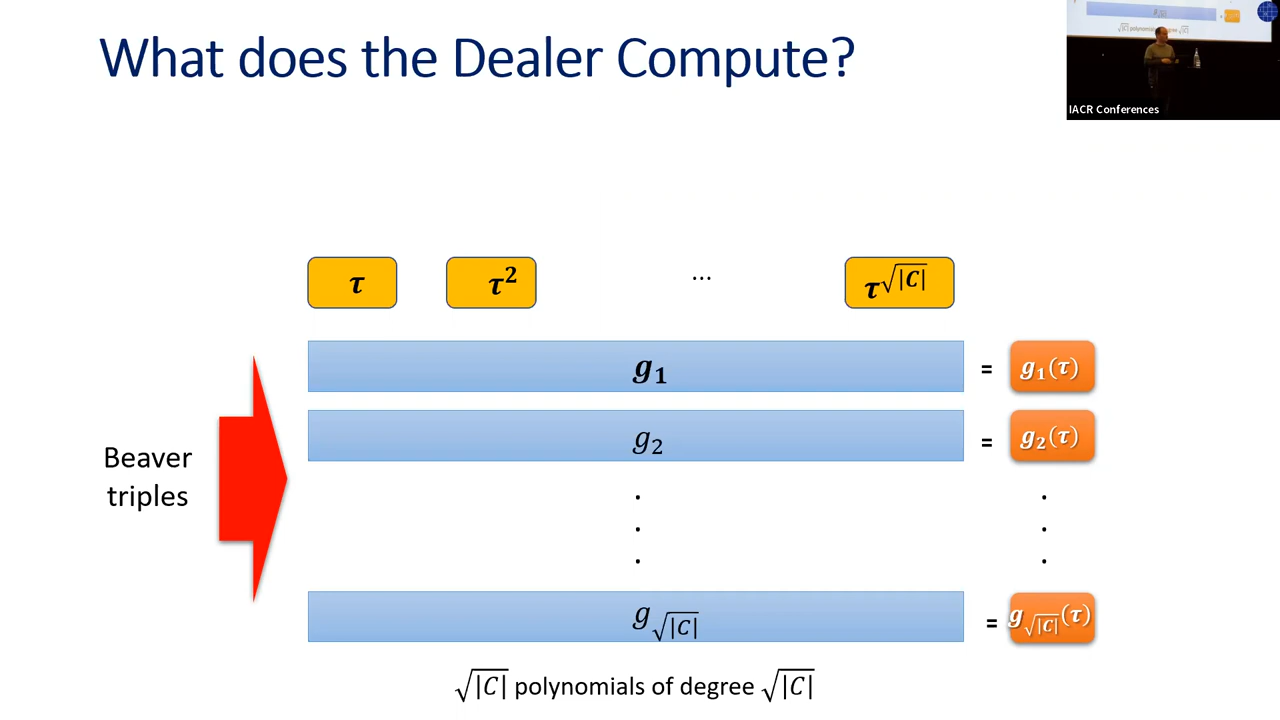 What does the Dealer Compute?
IACR Conferences
τ τ² ... τ^√|C|
g₁ = g₁(τ)
g₂ = g₂(τ)
Beaver
triples
. .
. .
. .
g_√|C| = g_√|C|(τ)
√|C| polynomials of degree √|C|